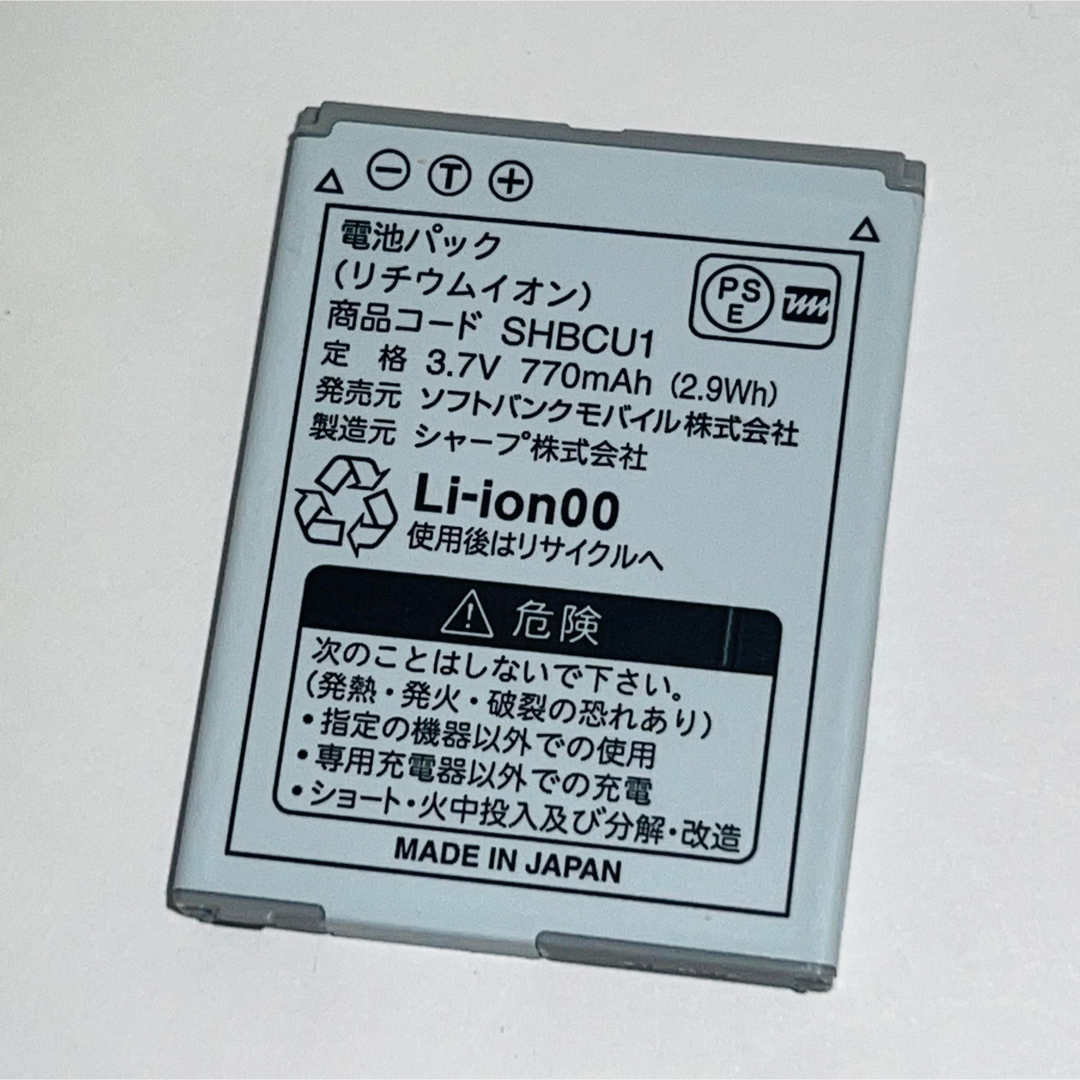 ⊖ Ⓣ ⊕
電池パック
(リチウムイオン)
商品コード SHBCU1
定 格 3.7V 770mAh (2.9Wh)
発売元 ソフトバンクモバイル株式会社
製造元 シャープ株式会社
PS
E
Li-ion00
使用後はリサイクルへ
危険
次のことはしないで下さい。
(発熱・発火・破裂の恐れあり)
・指定の機器以外での使用
・専用充電器以外での充電
・ショート・火中投入及び分解・改造
MADE IN JAPAN